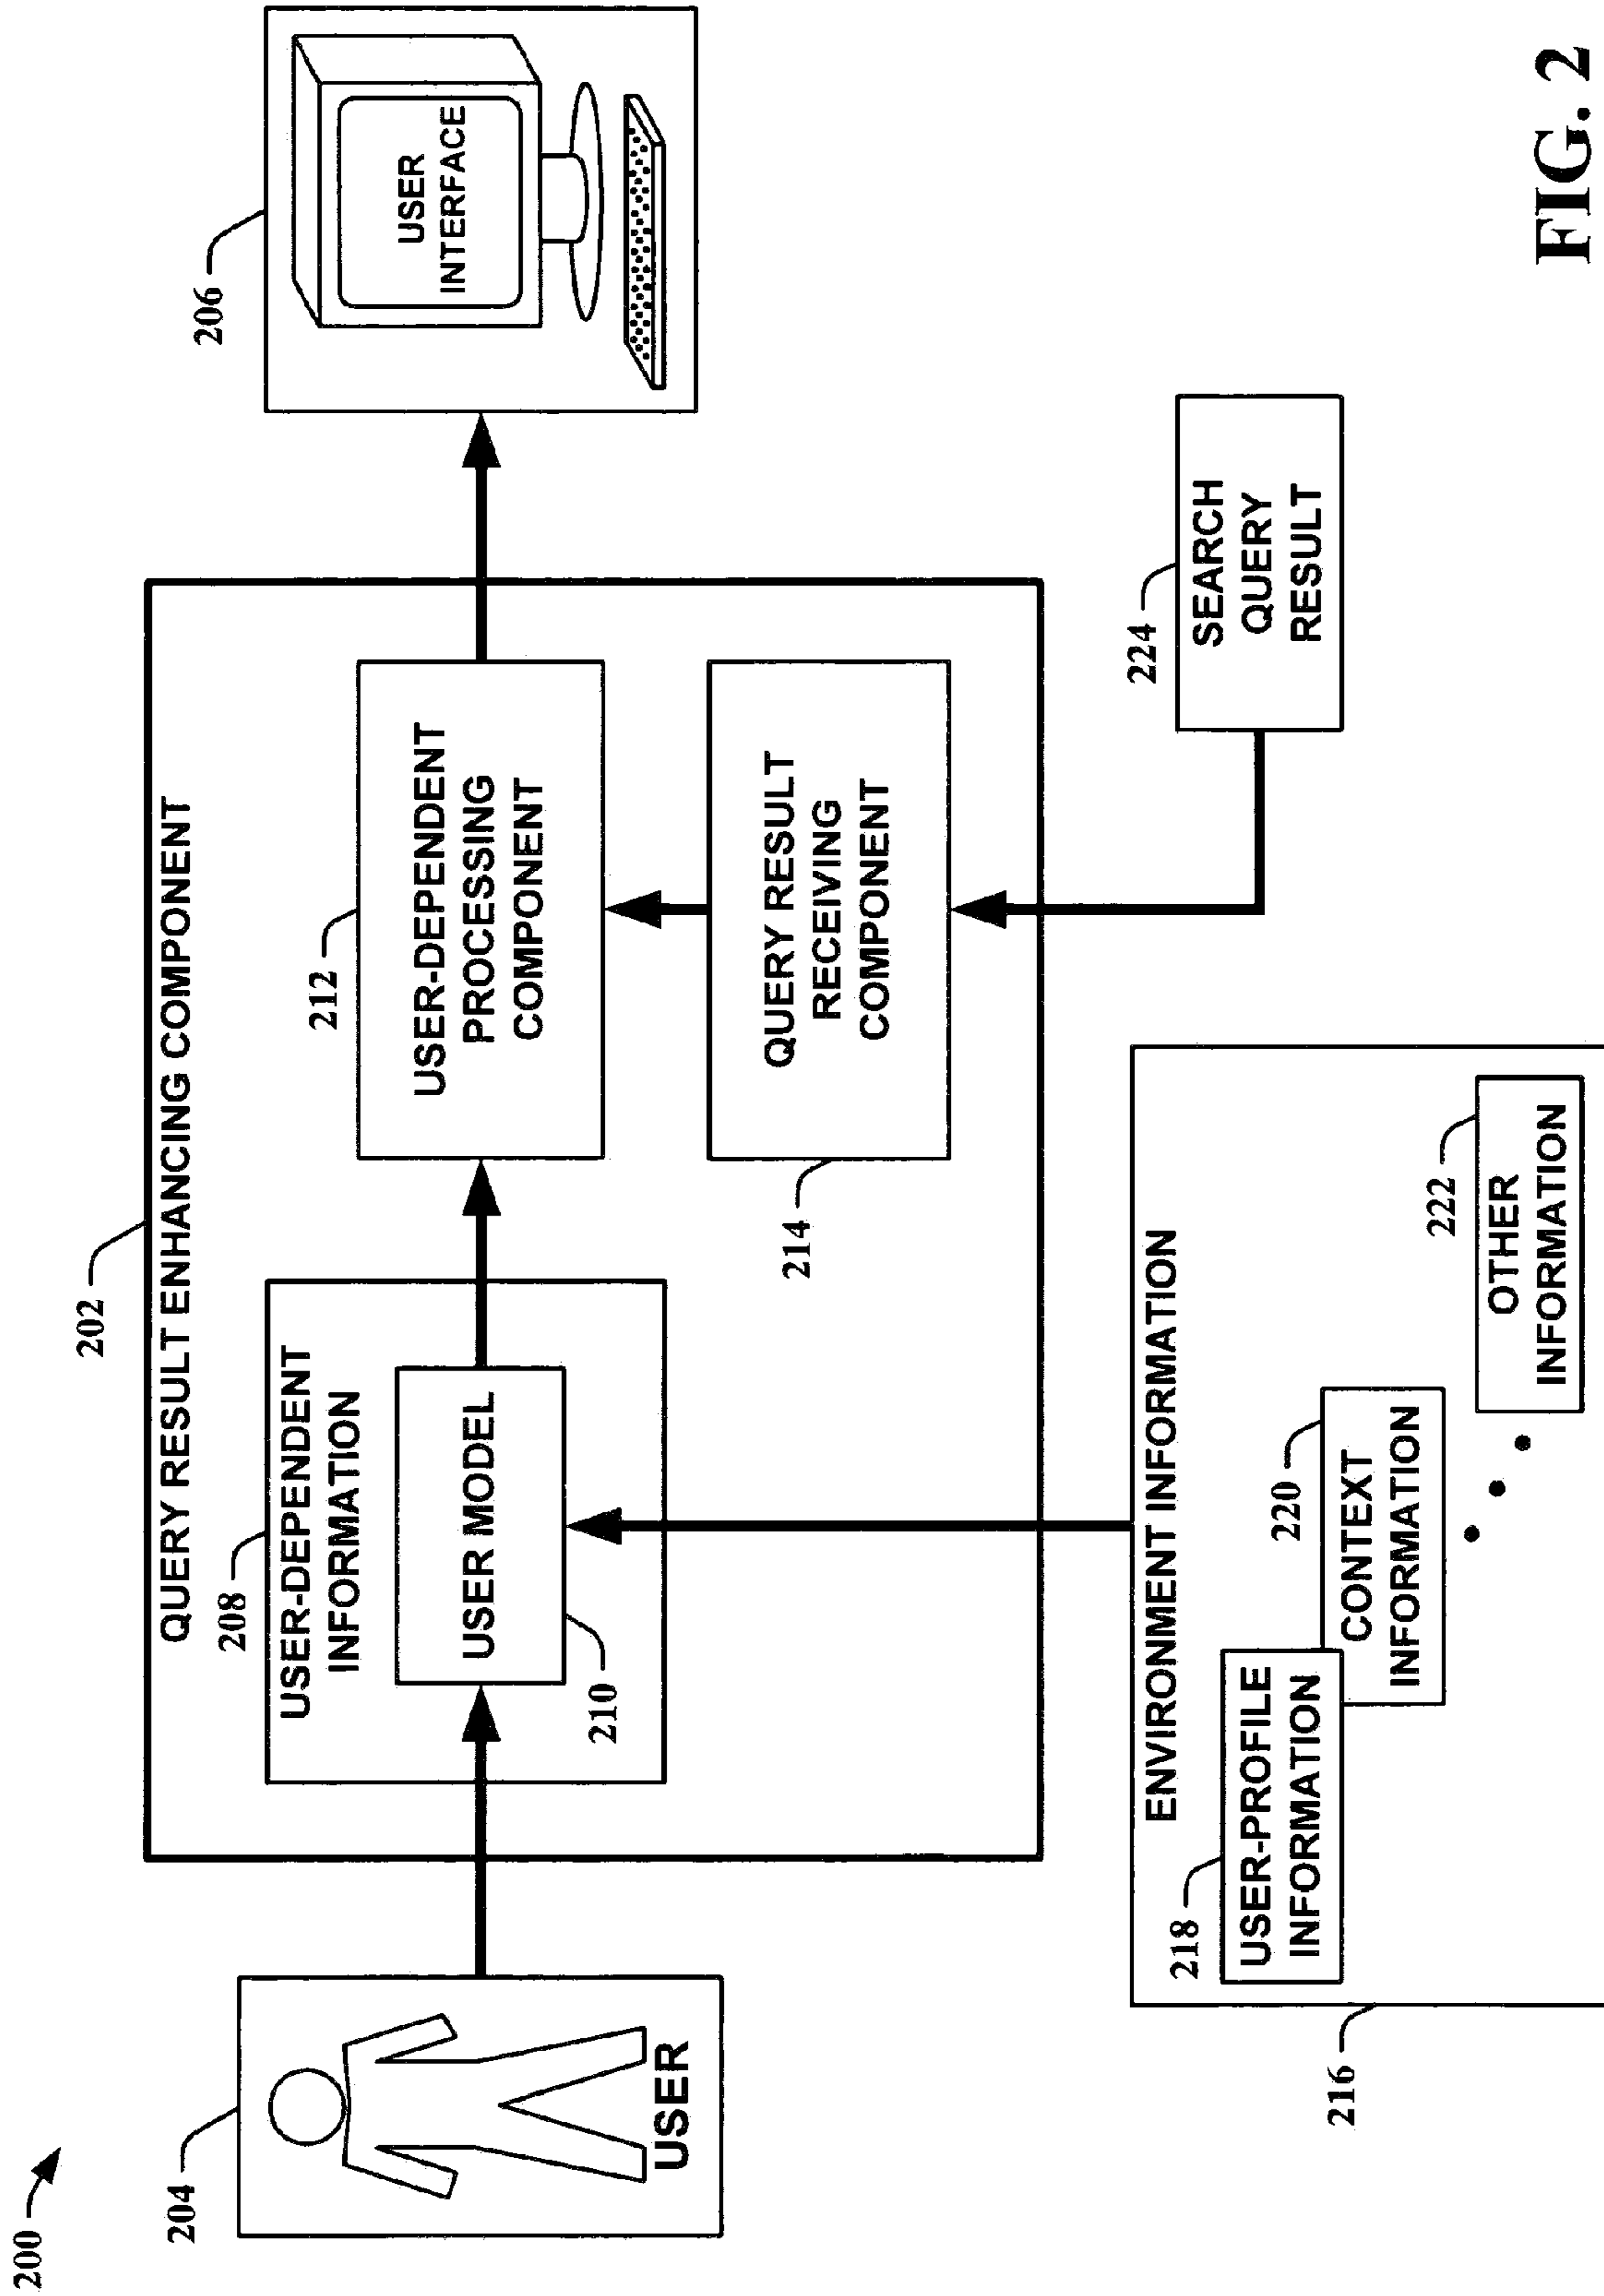 200
202
QUERY RESULT ENHANCING COMPONENT
204
USER
208
USER-DEPENDENT
INFORMATION
USER MODEL
210
212
USER-DEPENDENT
PROCESSING
COMPONENT
QUERY RESULT
RECEIVING
COMPONENT
214
206
USER
INTERFACE
216
ENVIRONMENT INFORMATION
218
USER-PROFILE
INFORMATION
220
CONTEXT
INFORMATION
222
OTHER
INFORMATION
224
SEARCH
QUERY
RESULT
FIG. 2